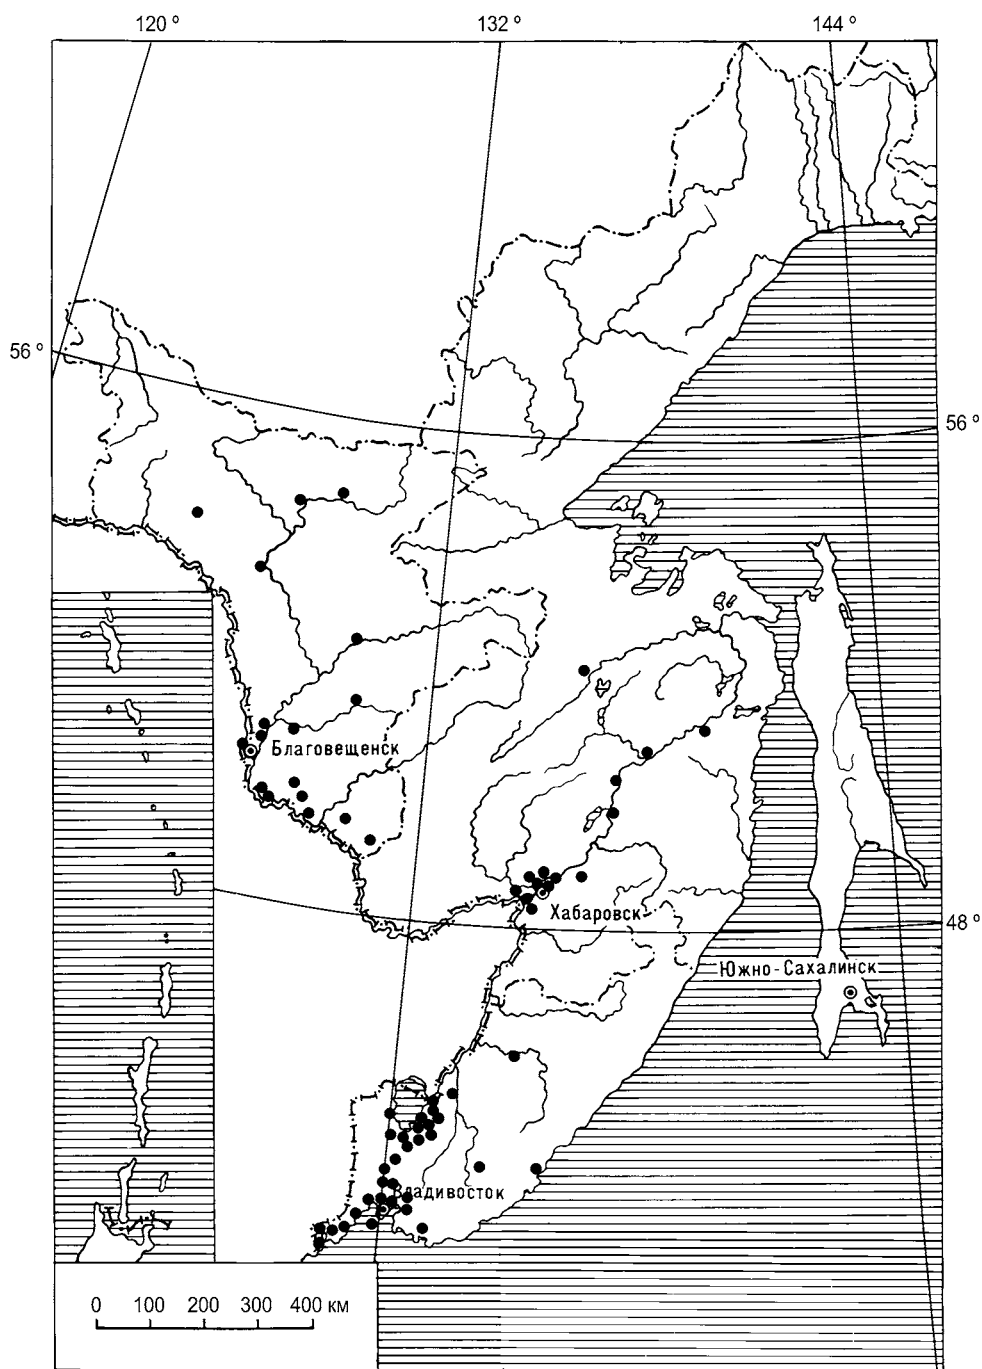 120 º 132 º 144 º
56 º
56 º
Благовещенск
Хабаровск
48 º
Южно-Сахалинск
Владивосток
0 100 200 300 400 км